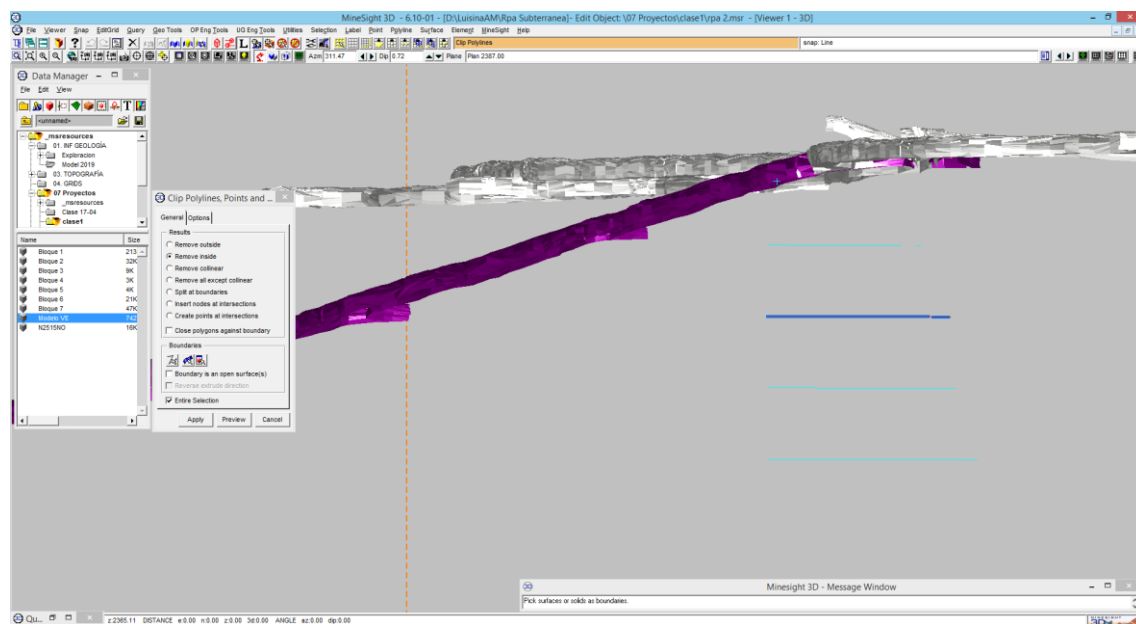 MineSight 3D - 6.10-01 - [D:\LuisinaAM\Rpa Subterranea]- Edit Object: \07 Proyectos\clase1\rpa 2.msr - [Viewer 1 - 3D]
File Viewer Snap EditGrid Query Geo Tools OP Eng Tools UG Eng Tools Utilities Selection Label Point Polyline Surface Element MineSight Help
Clip Polylines snap: Line
Azm 311.47 Dip 0.72 Plane Plan 2387.00
Data Manager
File Edit View
<unnamed>
_msresources
01. INF GEOLOGÍA
Exploracion
Model 2019
03. TOPOGRAFÍA
04. GRIDS
07 Proyectos
_msresources
Clase 17-04
clase1
Name Size
Bloque 1 213
Bloque 2 32K
Bloque 3 9K
Bloque 4 3K
Bloque 5 4K
Bloque 6 21K
Bloque 7 47K
Modelo VS 742
N2515NO 16K
Clip Polylines, Points and ...
General Options
Results
Remove outside
Remove inside
Remove collinear
Remove all except collinear
Split at boundaries
Insert nodes at intersections
Create points at intersections
Close polygons against boundary
Boundaries
Boundary is an open surface(s)
Reverse extrude direction
Entire Selection
Apply Preview Cancel
Minesight 3D - Message Window
Pick surfaces or solids as boundaries.
Qu...
z:2365.11 DISTANCE e:0.00 n:0.00 z:0.00 3d:0.00 ANGLE az:0.00 dip:0.00